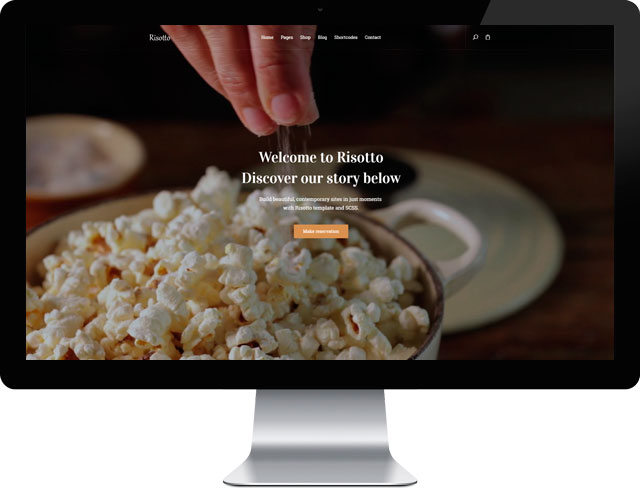 Risotto
Home Pages Shop Blog Shortcodes Contact
Welcome to Risotto
Discover our story below
Build beautiful, contemporary sites in just moments
with Risotto template and SCSS.
Make reservation